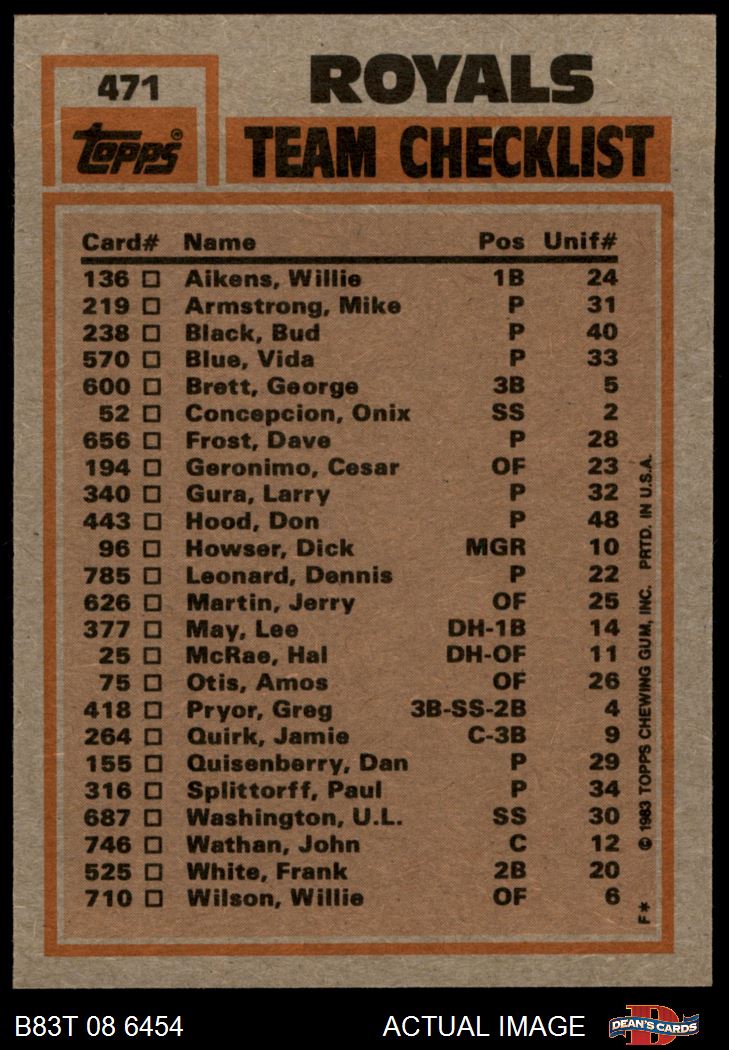 471
ROYALS
Topps®
TEAM CHECKLIST
Card# Name Pos Unif#
136 Aikens, Willie 1B 24
219 Armstrong, Mike P 31
238 Black, Bud P 40
570 Blue, Vida P 33
600 Brett, George 3B 5
52 Concepcion, Onix SS 2
656 Frost, Dave P 28
194 Geronimo, Cesar OF 23
340 Gura, Larry P 32
443 Hood, Don P 48
96 Howser, Dick MGR 10
785 Leonard, Dennis P 22
626 Martin, Jerry OF 25
377 May, Lee DH-1B 14
25 McRae, Hal DH-OF 11
75 Otis, Amos OF 26
418 Pryor, Greg 3B-SS-2B 4
264 Quirk, Jamie C-3B 9
155 Quisenberry, Dan P 29
316 Splittorff, Paul P 34
687 Washington, U.L. SS 30
746 Wathan, John C 12
525 White, Frank 2B 20
710 Wilson, Willie OF 6
F* © 1983 TOPPS CHEWING GUM, INC. PRTD. IN U.S.A.
B83T 08 6454 ACTUAL IMAGE
D
DEAN'S CARDS